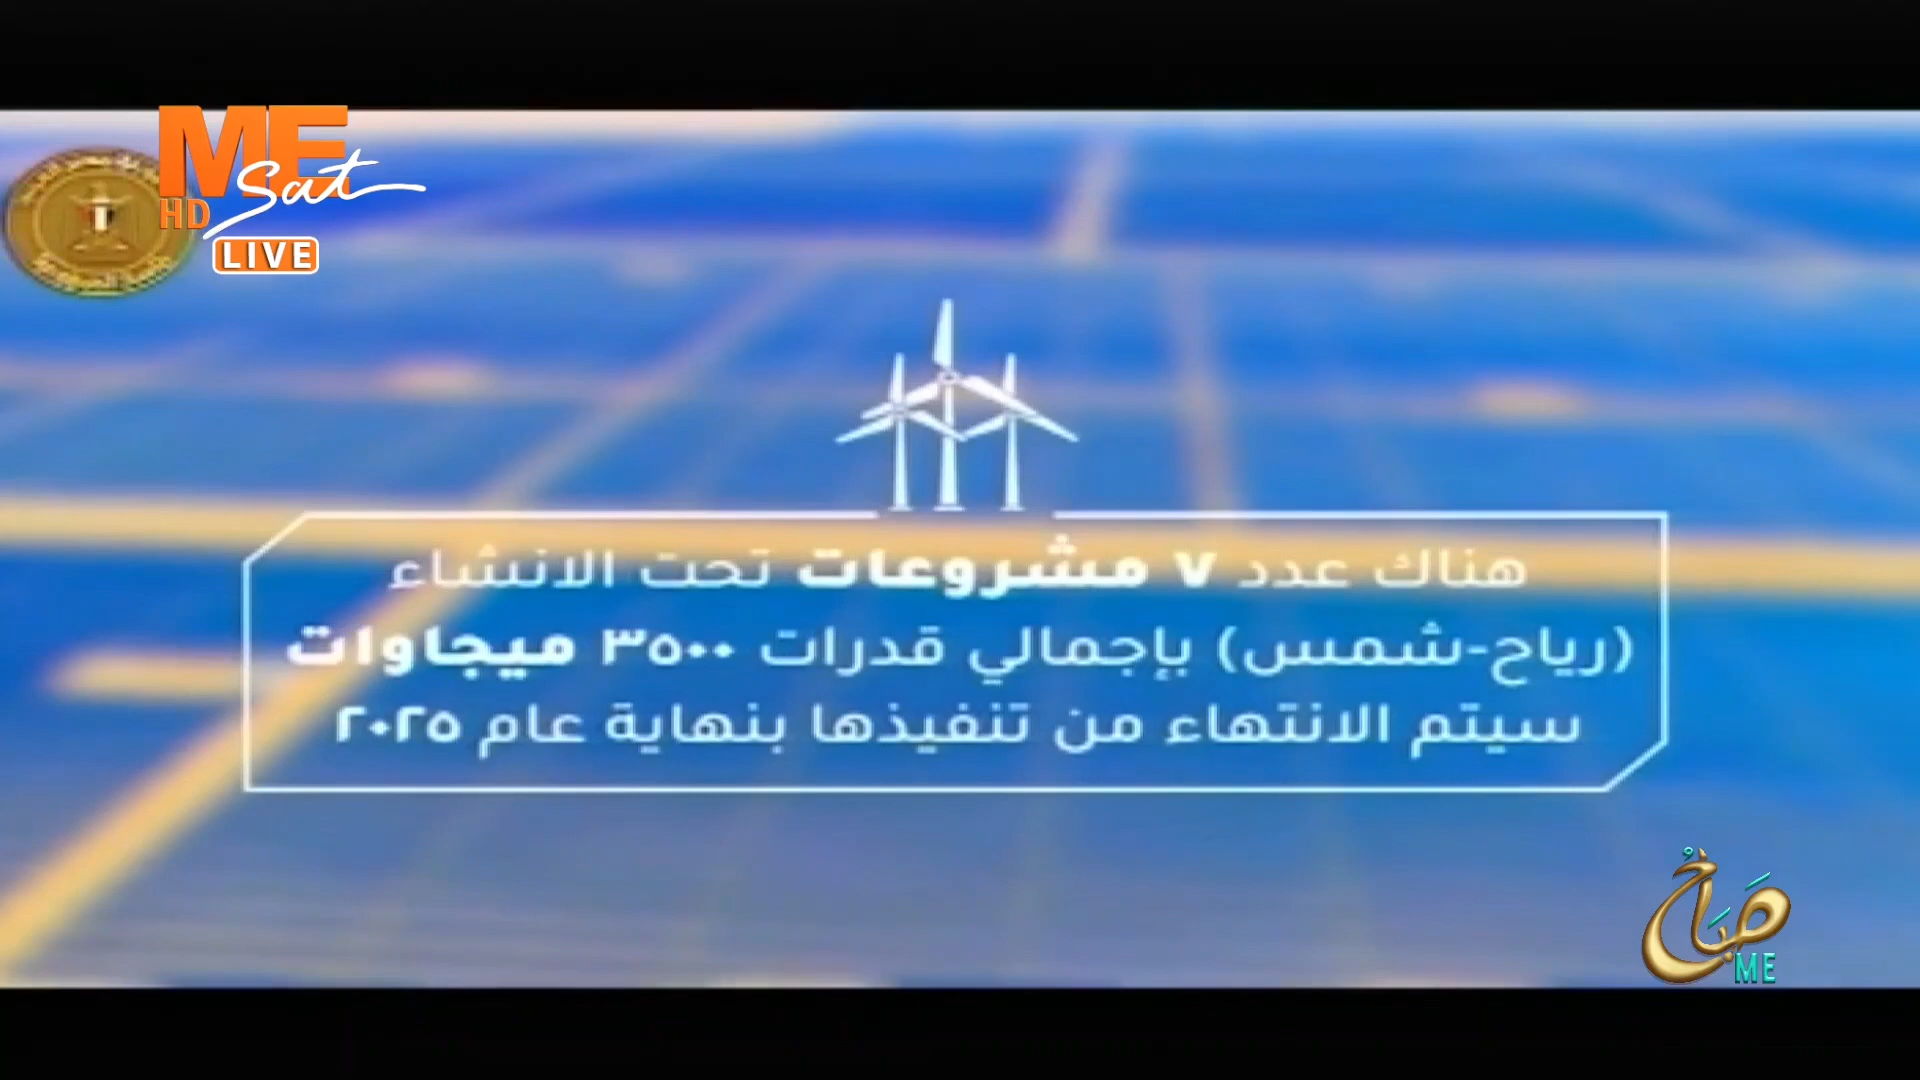 ME
Sat
HD
LIVE
هناك عدد ٧ مشروعات تحت الانشاء
(رياح-شمس) بإجمالي قدرات ٣٥٠٠ ميجاوات
سيتم الانتهاء من تنفيذها بنهاية عام ٢٠٢٥
صَبَاحُ
ME